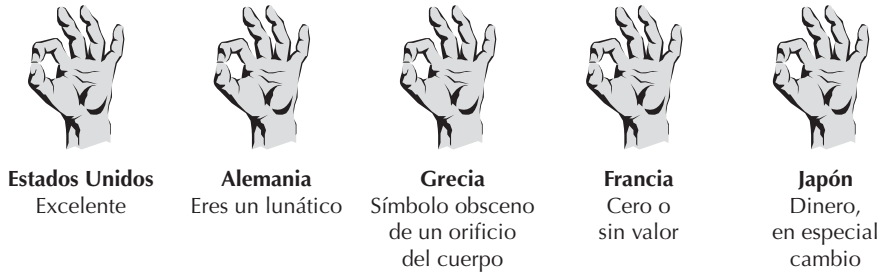 Estados Unidos
Excelente
Alemania
Eres un lunático
Grecia
Símbolo obsceno
de un orificio
del cuerpo
Francia
Cero o
sin valor
Japón
Dinero,
en especial
cambio